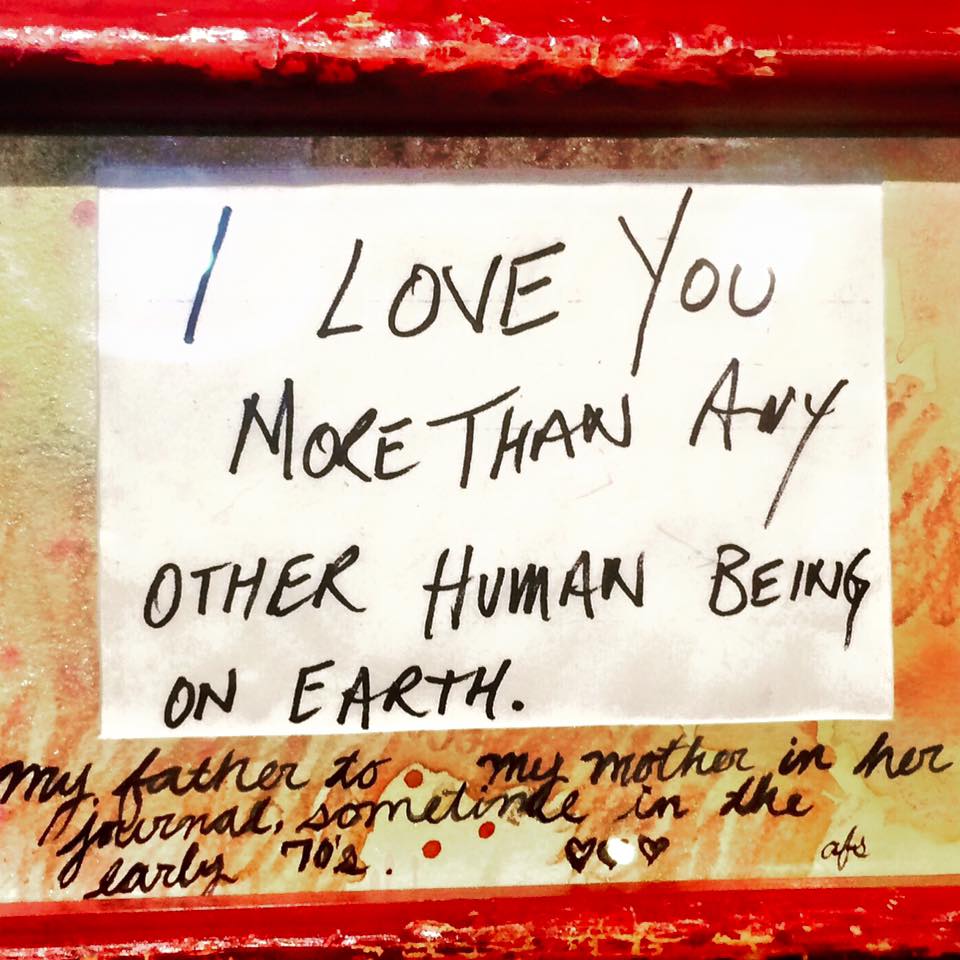 I LOVE YOU
MORE THAN ANY
OTHER HUMAN BEING
ON EARTH.
my father to my mother in her
journal, sometime in the
early 70's.
afs